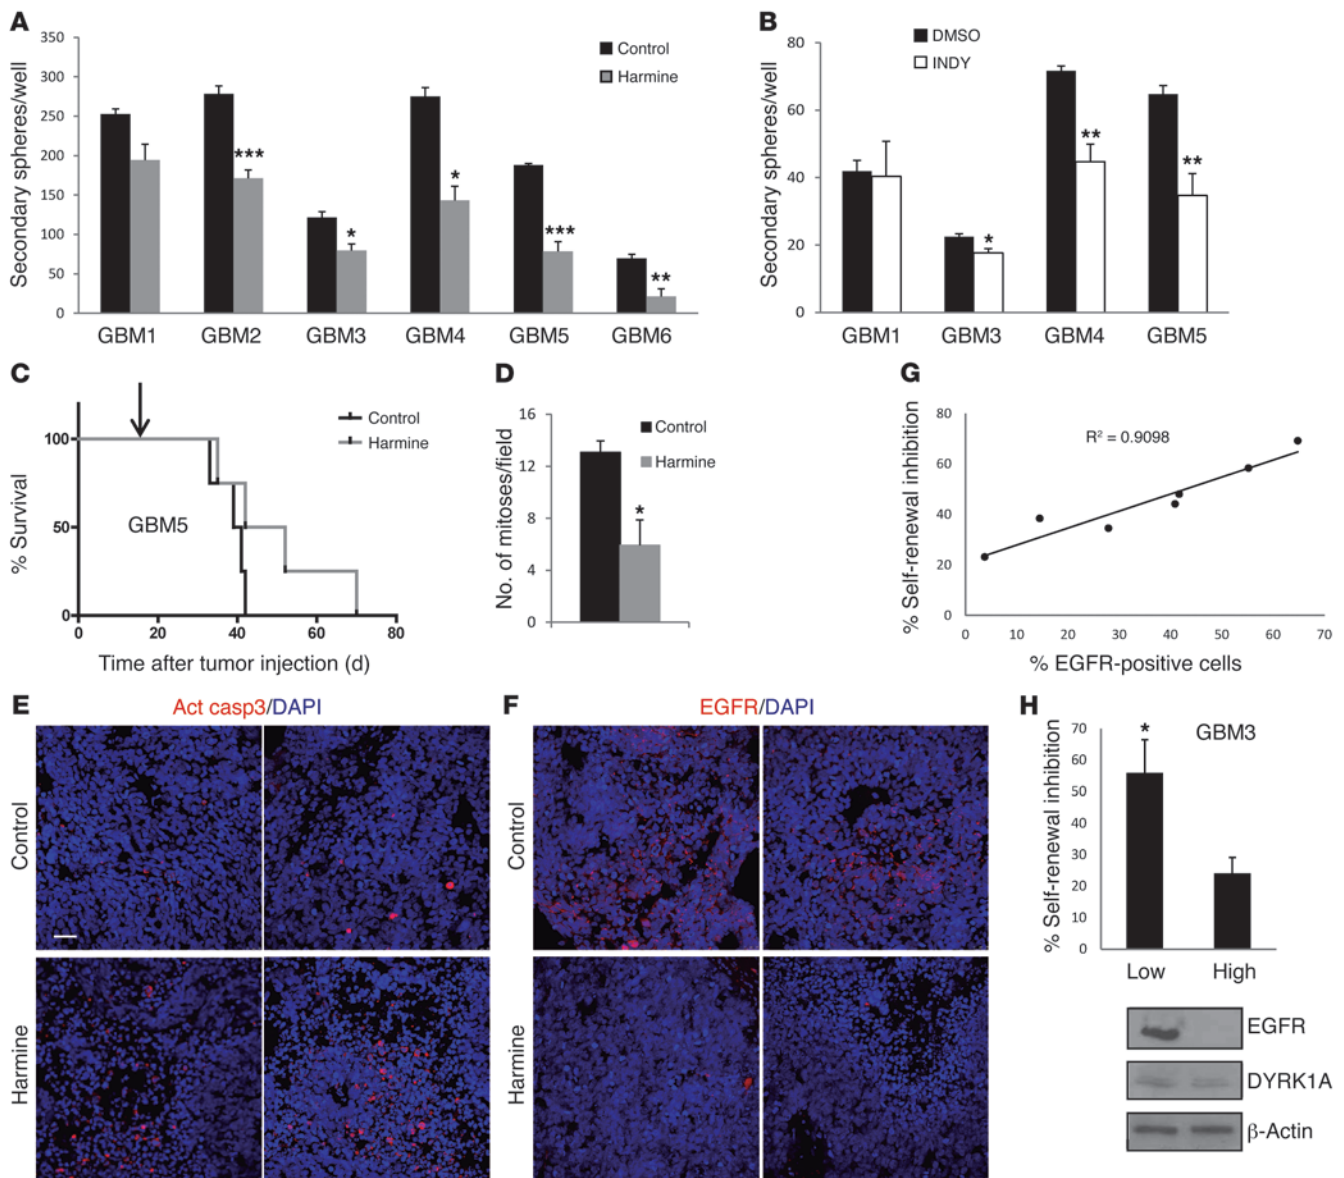 A
Secondary spheres/well
350
300
250
200
150
100
50
0
Control
Harmine
***
*
*
***
**
GBM1 GBM2 GBM3 GBM4 GBM5 GBM6
B
Secondary spheres/well
80
60
40
20
0
DMSO
INDY
*
**
**
GBM1 GBM3 GBM4 GBM5
C
% Survival
100
50
0
Control
Harmine
GBM5
0 20 40 60 80
Time after tumor injection (d)
D
No. of mitoses/field
16
12
8
4
0
Control
Harmine
*
G
% Self-renewal inhibition
80
60
40
20
0
R² = 0.9098
0 10 20 30 40 50 60 70
% EGFR-positive cells
E
Act casp3/DAPI
Control
Harmine
F
EGFR/DAPI
Control
Harmine
H
% Self-renewal inhibition
70
60
50
40
30
20
10
0
GBM3
*
Low High
EGFR
DYRK1A
β-Actin